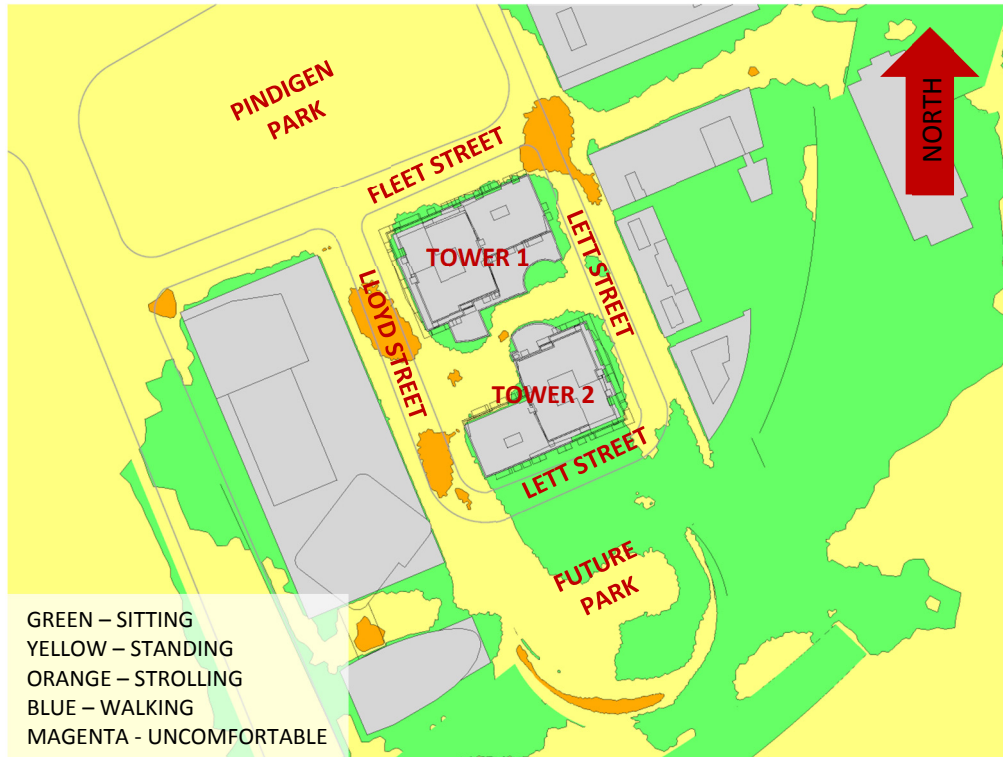 PINDIGEN
PARK
NORTH
FLEET STREET
LETT STREET
TOWER 1
LLOYD STREET
TOWER 2
LETT STREET
FUTURE
PARK
GREEN – SITTING
YELLOW – STANDING
ORANGE – STROLLING
BLUE – WALKING
MAGENTA - UNCOMFORTABLE